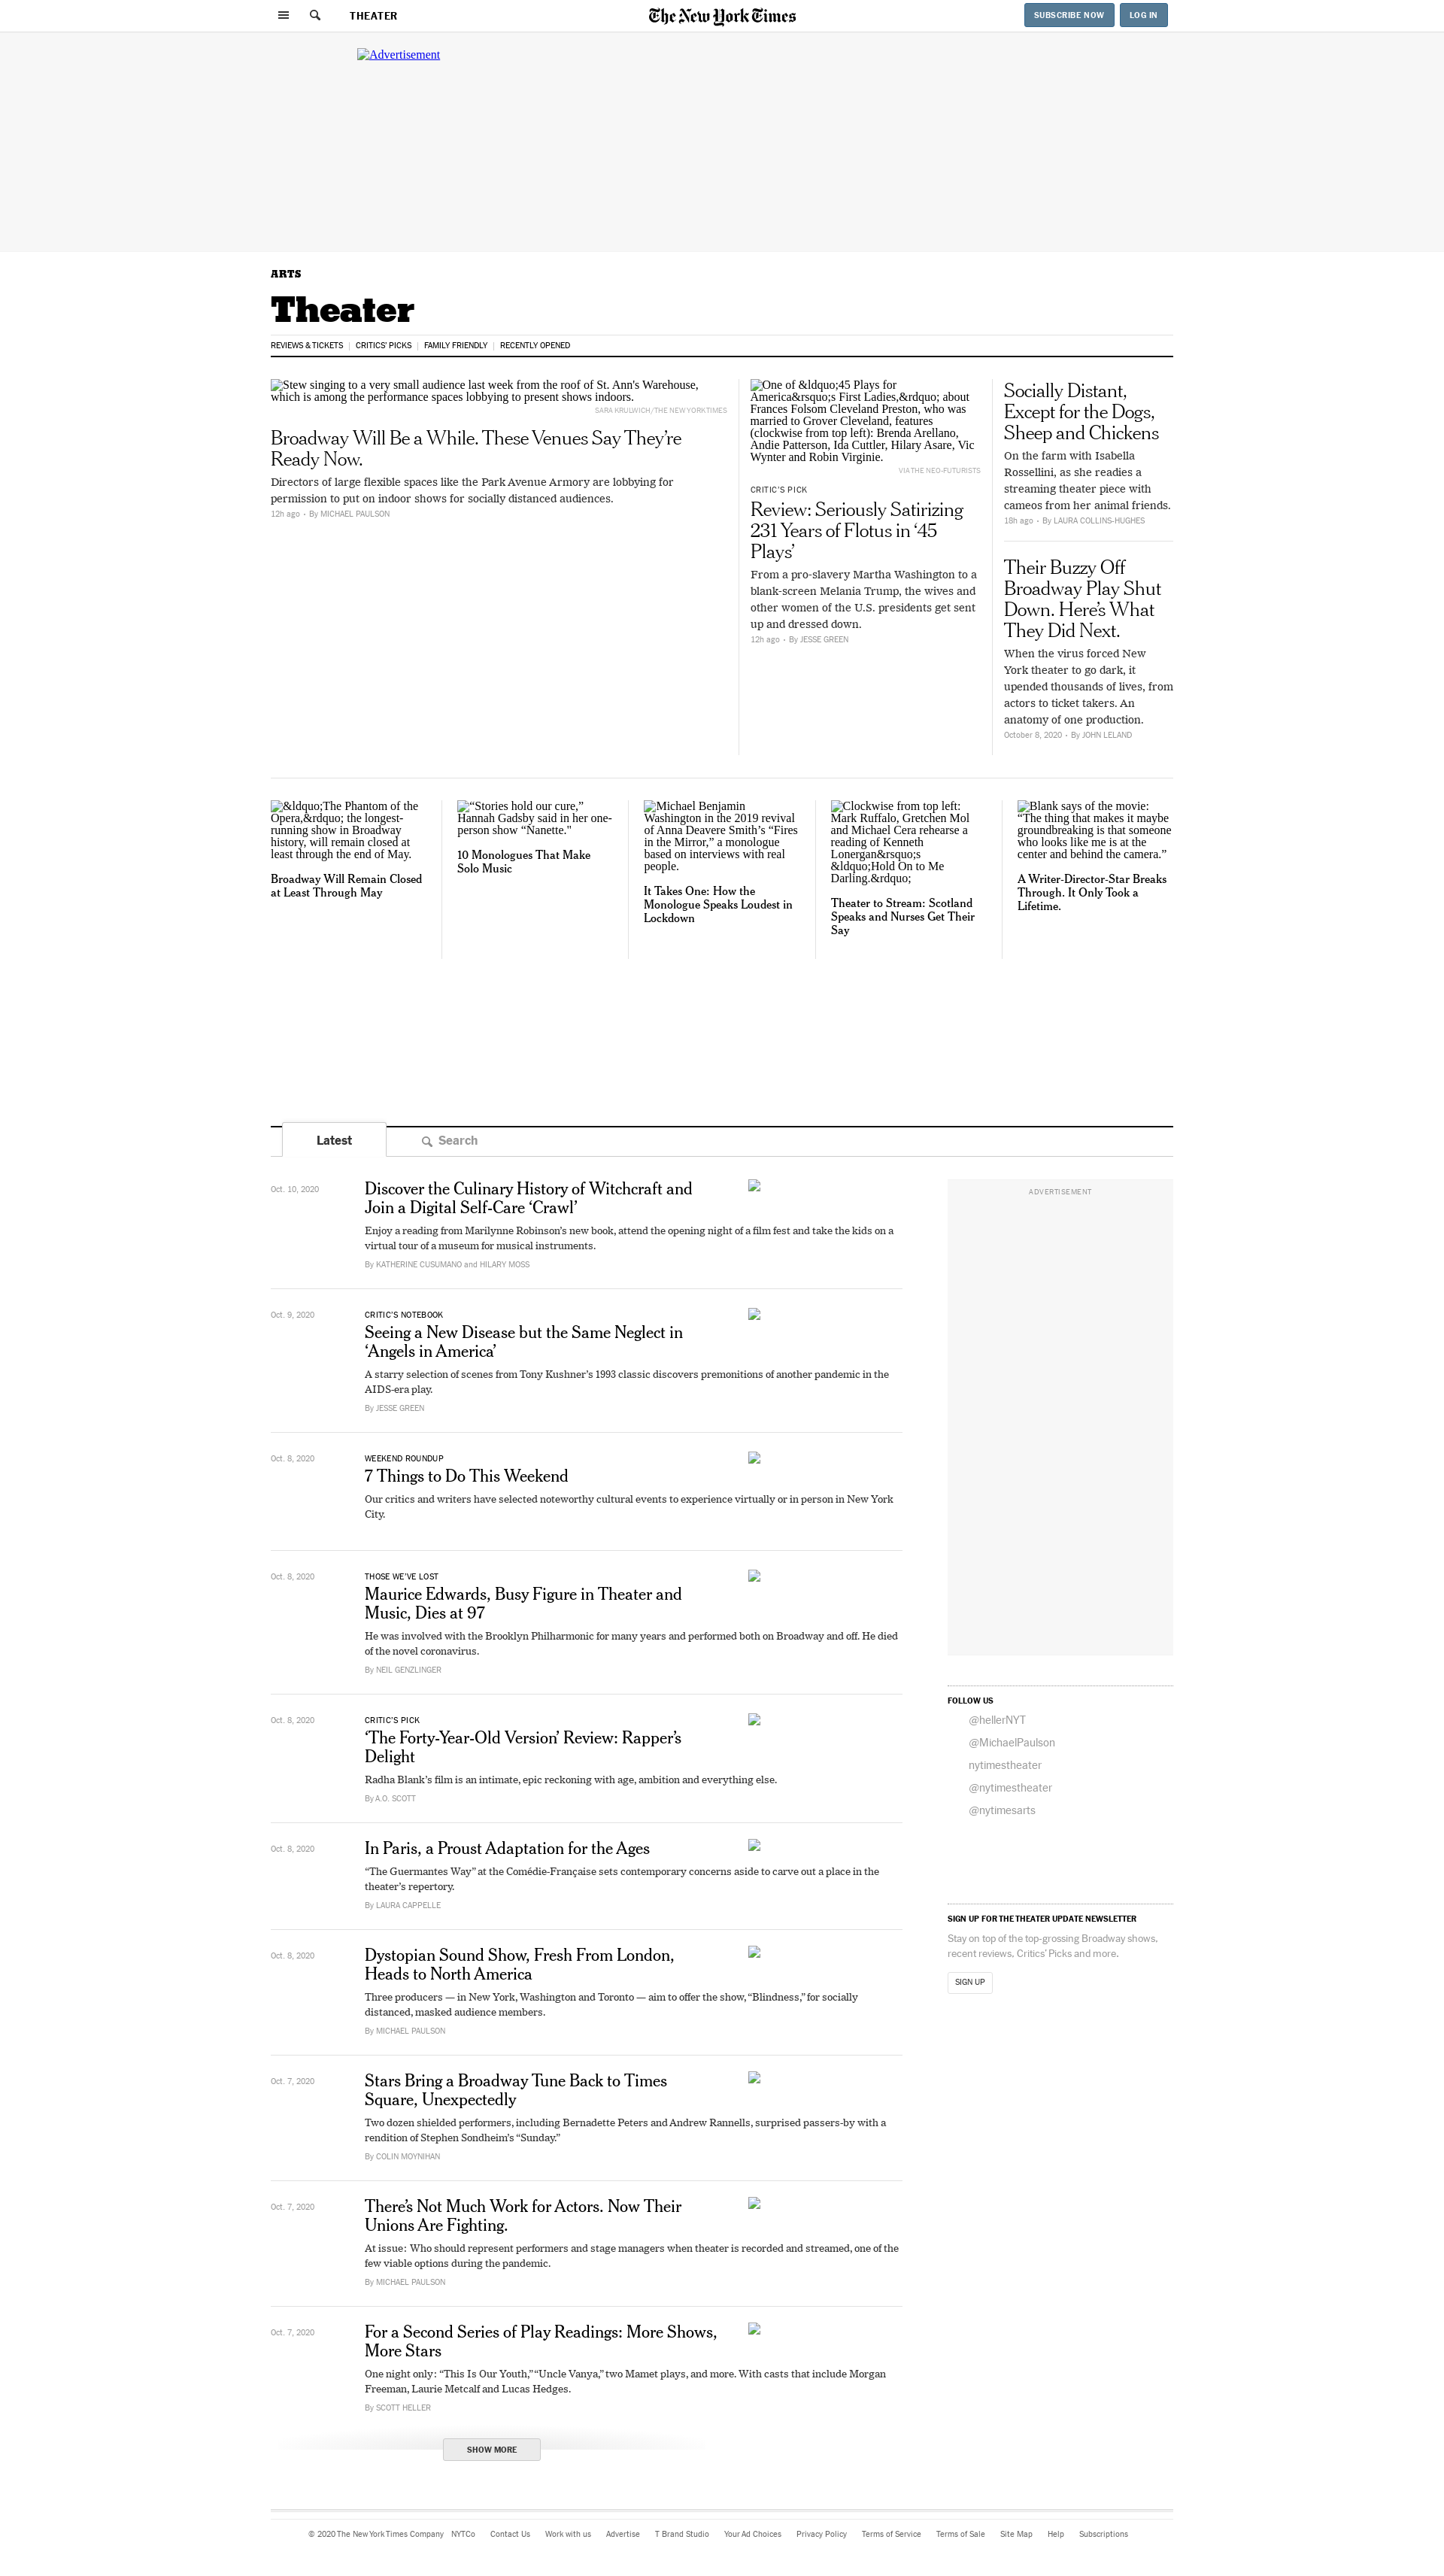 THEATER
The New York Times
SUBSCRIBE NOW
LOG IN
Advertisement
ARTS
Theater
REVIEWS & TICKETS
CRITICS' PICKS
FAMILY FRIENDLY
RECENTLY OPENED
Stew singing to a very small audience last week from the roof of St. Ann's Warehouse,
which is among the performance spaces lobbying to present shows indoors.
SARA KRULWICH/THE NEW YORK TIMES
Broadway Will Be a While. These Venues Say They’re
Ready Now.
Directors of large flexible spaces like the Park Avenue Armory are lobbying for
permission to put on indoor shows for socially distanced audiences.
12h ago • By MICHAEL PAULSON
One of &ldquo;45 Plays for
America&rsquo;s First Ladies,&rdquo; about
Frances Folsom Cleveland Preston, who was
married to Grover Cleveland, features
(clockwise from top left): Brenda Arellano,
Andie Patterson, Ida Cuttler, Hilary Asare, Vic
Wynter and Robin Virginie.
VIA THE NEO-FUTURISTS
CRITIC’S PICK
Review: Seriously Satirizing
231 Years of Flotus in ‘45
Plays’
From a pro-slavery Martha Washington to a
blank-screen Melania Trump, the wives and
other women of the U.S. presidents get sent
up and dressed down.
12h ago • By JESSE GREEN
Socially Distant,
Except for the Dogs,
Sheep and Chickens
On the farm with Isabella
Rossellini, as she readies a
streaming theater piece with
cameos from her animal friends.
18h ago • By LAURA COLLINS-HUGHES
Their Buzzy Off
Broadway Play Shut
Down. Here’s What
They Did Next.
When the virus forced New
York theater to go dark, it
upended thousands of lives, from
actors to ticket takers. An
anatomy of one production.
October 8, 2020 • By JOHN LELAND
&ldquo;The Phantom of the
Opera,&rdquo; the longest-
running show in Broadway
history, will remain closed at
least through the end of May.
Broadway Will Remain Closed
at Least Through May
“Stories hold our cure,”
Hannah Gadsby said in her one-
person show “Nanette."
10 Monologues That Make
Solo Music
Michael Benjamin
Washington in the 2019 revival
of Anna Deavere Smith’s “Fires
in the Mirror,” a monologue
based on interviews with real
people.
It Takes One: How the
Monologue Speaks Loudest in
Lockdown
Clockwise from top left:
Mark Ruffalo, Gretchen Mol
and Michael Cera rehearse a
reading of Kenneth
Lonergan&rsquo;s
&ldquo;Hold On to Me
Darling.&rdquo;
Theater to Stream: Scotland
Speaks and Nurses Get Their
Say
Blank says of the movie:
“The thing that makes it maybe
groundbreaking is that someone
who looks like me is at the
center and behind the camera.”
A Writer-Director-Star Breaks
Through. It Only Took a
Lifetime.
Latest
Search
Oct. 10, 2020
Discover the Culinary History of Witchcraft and
Join a Digital Self-Care ‘Crawl’
Enjoy a reading from Marilynne Robinson’s new book, attend the opening night of a film fest and take the kids on a
virtual tour of a museum for musical instruments.
By KATHERINE CUSUMANO and HILARY MOSS
Oct. 9, 2020
CRITIC’S NOTEBOOK
Seeing a New Disease but the Same Neglect in
‘Angels in America’
A starry selection of scenes from Tony Kushner’s 1993 classic discovers premonitions of another pandemic in the
AIDS-era play.
By JESSE GREEN
Oct. 8, 2020
WEEKEND ROUNDUP
7 Things to Do This Weekend
Our critics and writers have selected noteworthy cultural events to experience virtually or in person in New York
City.
Oct. 8, 2020
THOSE WE’VE LOST
Maurice Edwards, Busy Figure in Theater and
Music, Dies at 97
He was involved with the Brooklyn Philharmonic for many years and performed both on Broadway and off. He died
of the novel coronavirus.
By NEIL GENZLINGER
Oct. 8, 2020
CRITIC’S PICK
‘The Forty-Year-Old Version’ Review: Rapper’s
Delight
Radha Blank’s film is an intimate, epic reckoning with age, ambition and everything else.
By A.O. SCOTT
Oct. 8, 2020
In Paris, a Proust Adaptation for the Ages
“The Guermantes Way” at the Comédie-Française sets contemporary concerns aside to carve out a place in the
theater’s repertory.
By LAURA CAPPELLE
Oct. 8, 2020
Dystopian Sound Show, Fresh From London,
Heads to North America
Three producers — in New York, Washington and Toronto — aim to offer the show, “Blindness,” for socially
distanced, masked audience members.
By MICHAEL PAULSON
Oct. 7, 2020
Stars Bring a Broadway Tune Back to Times
Square, Unexpectedly
Two dozen shielded performers, including Bernadette Peters and Andrew Rannells, surprised passers-by with a
rendition of Stephen Sondheim’s “Sunday.”
By COLIN MOYNIHAN
Oct. 7, 2020
There’s Not Much Work for Actors. Now Their
Unions Are Fighting.
At issue: Who should represent performers and stage managers when theater is recorded and streamed, one of the
few viable options during the pandemic.
By MICHAEL PAULSON
Oct. 7, 2020
For a Second Series of Play Readings: More Shows,
More Stars
One night only: “This Is Our Youth,” “Uncle Vanya,” two Mamet plays, and more. With casts that include Morgan
Freeman, Laurie Metcalf and Lucas Hedges.
By SCOTT HELLER
SHOW MORE
ADVERTISEMENT
FOLLOW US
@hellerNYT
@MichaelPaulson
nytimestheater
@nytimestheater
@nytimesarts
SIGN UP FOR THE THEATER UPDATE NEWSLETTER
Stay on top of the top-grossing Broadway shows,
recent reviews, Critics’ Picks and more.
SIGN UP
© 2020 The New York Times Company
NYTCo
Contact Us
Work with us
Advertise
T Brand Studio
Your Ad Choices
Privacy Policy
Terms of Service
Terms of Sale
Site Map
Help
Subscriptions